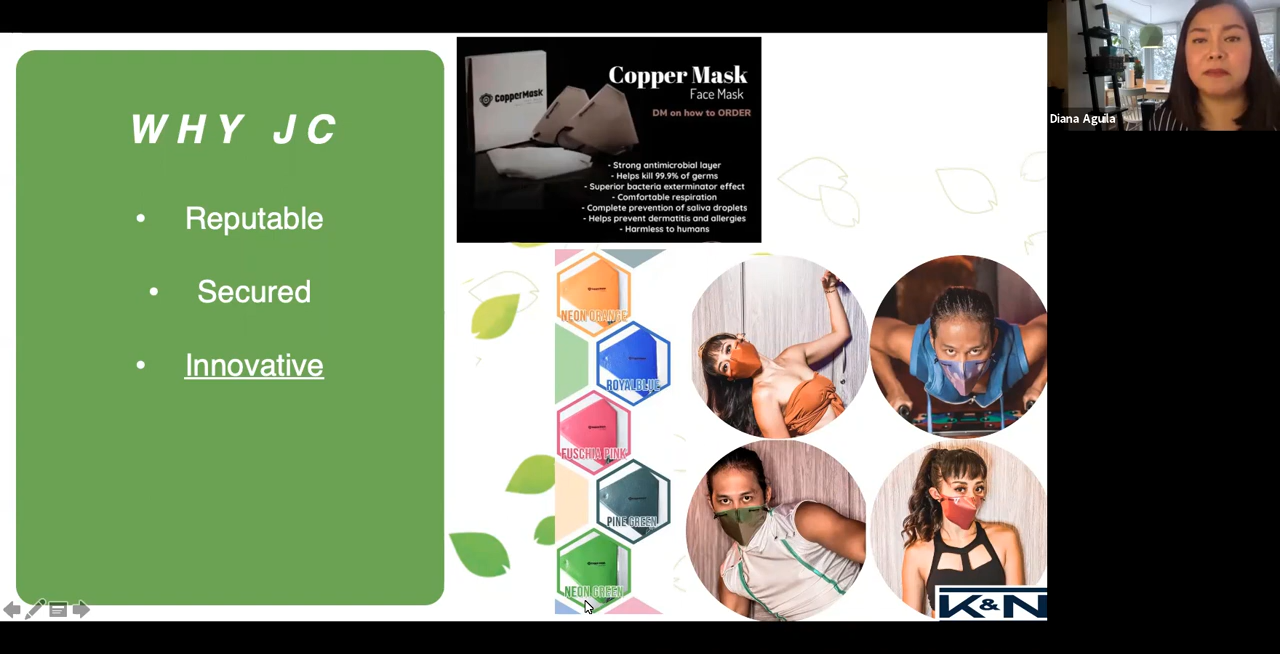 WHY JC
• Reputable
• Secured
• Innovative
CopperMask
Copper Mask
Face Mask
DM on how to ORDER
- Strong antimicrobial layer
- Helps kill 99.9% of germs
- Superior bacteria exterminator effect
- Comfortable respiration
- Complete prevention of saliva droplets
- Helps prevent dermatitis and allergies
- Harmless to humans
NEON ORANGE
ROYALBLUE
FUSCHIA PINK
PINE GREEN
NEON GREEN
K&N
Diana Aguila